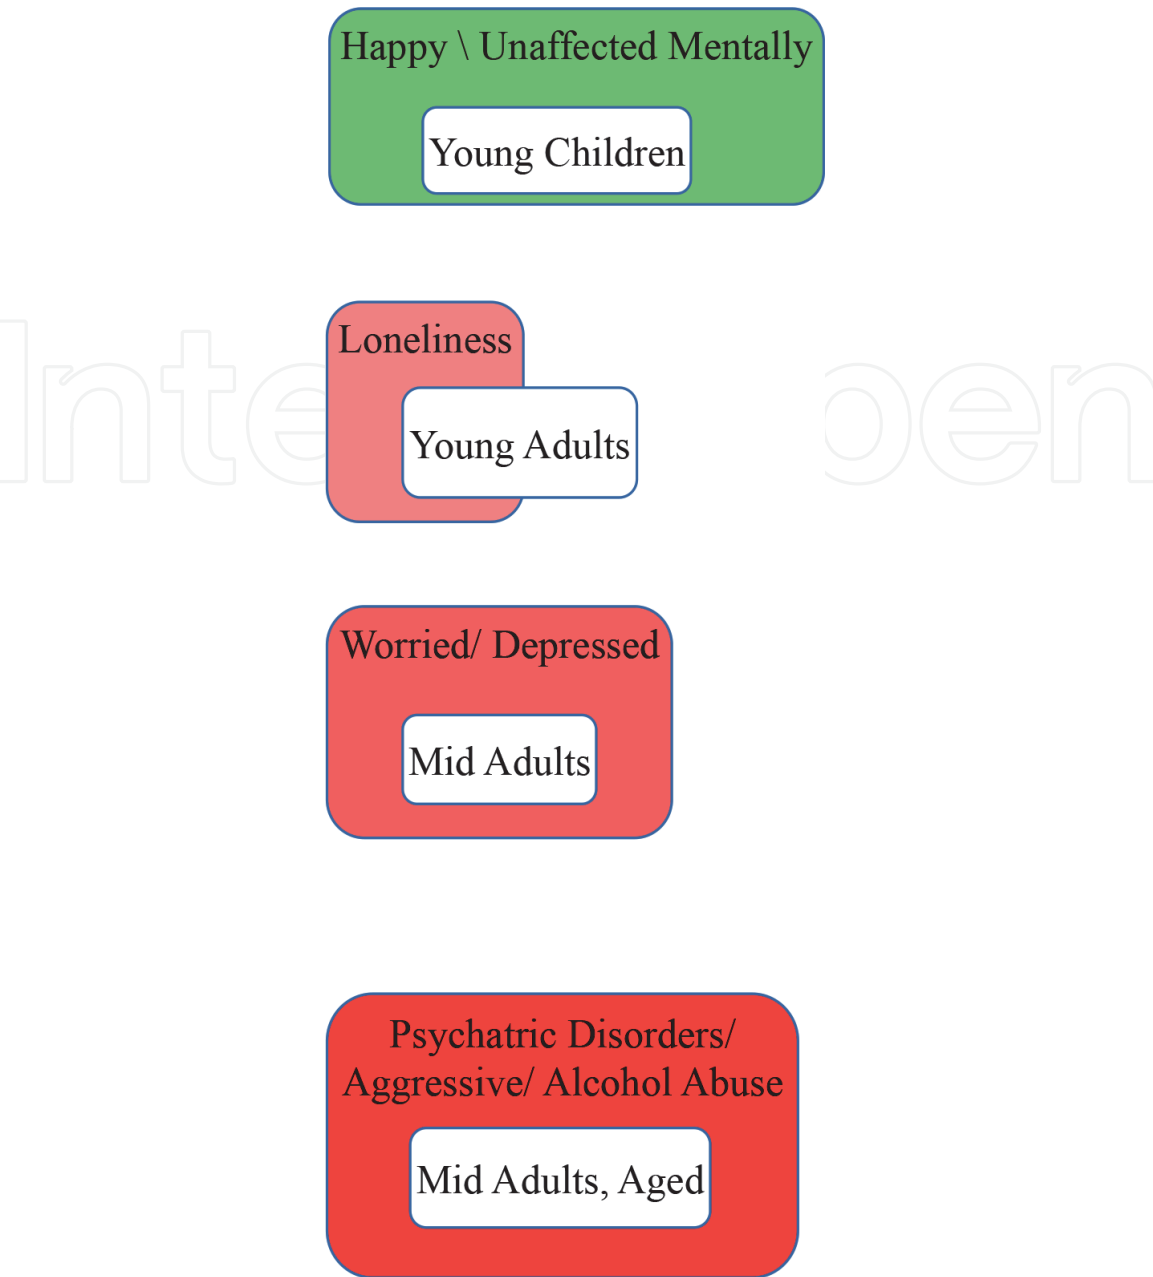 Happy \ Unaffected Mentally
Young Children
Loneliness
Young Adults
Worried/ Depressed
Mid Adults
Psychatric Disorders/
Aggressive/ Alcohol Abuse
Mid Adults, Aged